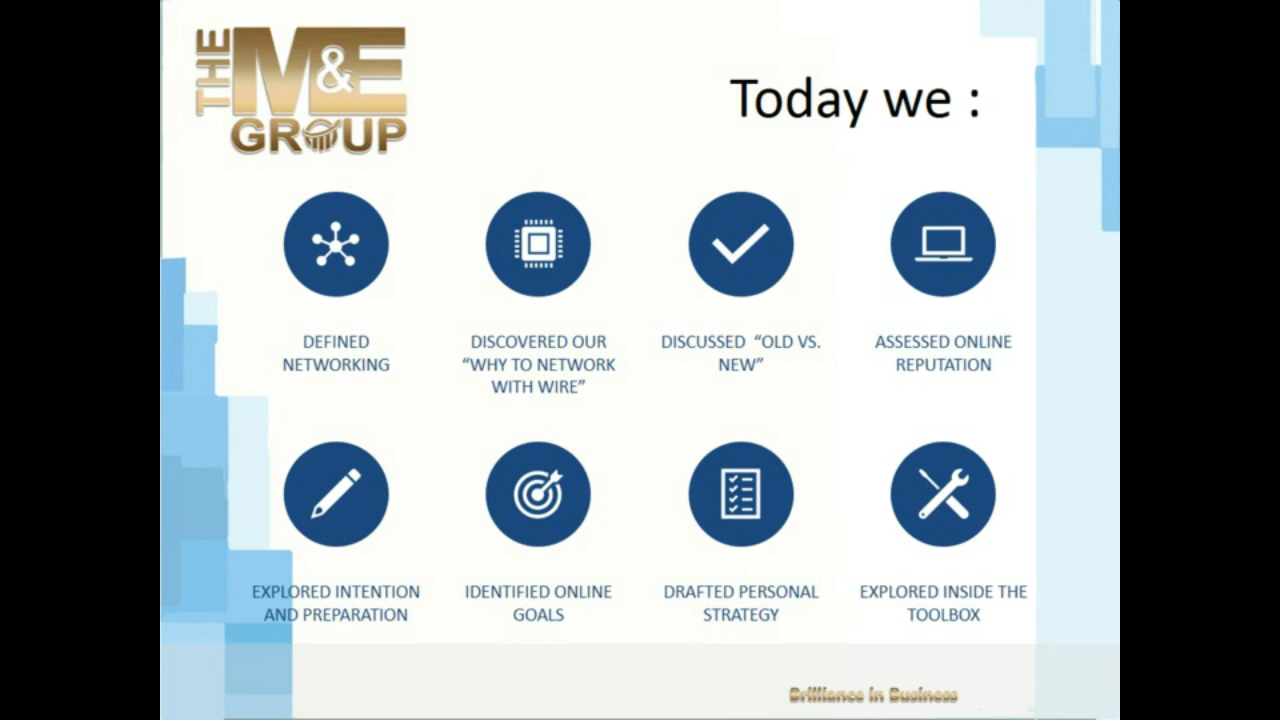 THE
M&E
GROUP
Today we :
DEFINED
NETWORKING
DISCOVERED OUR
“WHY TO NETWORK
WITH WIRE”
DISCUSSED “OLD VS.
NEW”
ASSESSED ONLINE
REPUTATION
EXPLORED INTENTION
AND PREPARATION
IDENTIFIED ONLINE
GOALS
DRAFTED PERSONAL
STRATEGY
EXPLORED INSIDE THE
TOOLBOX
Brilliance in Business